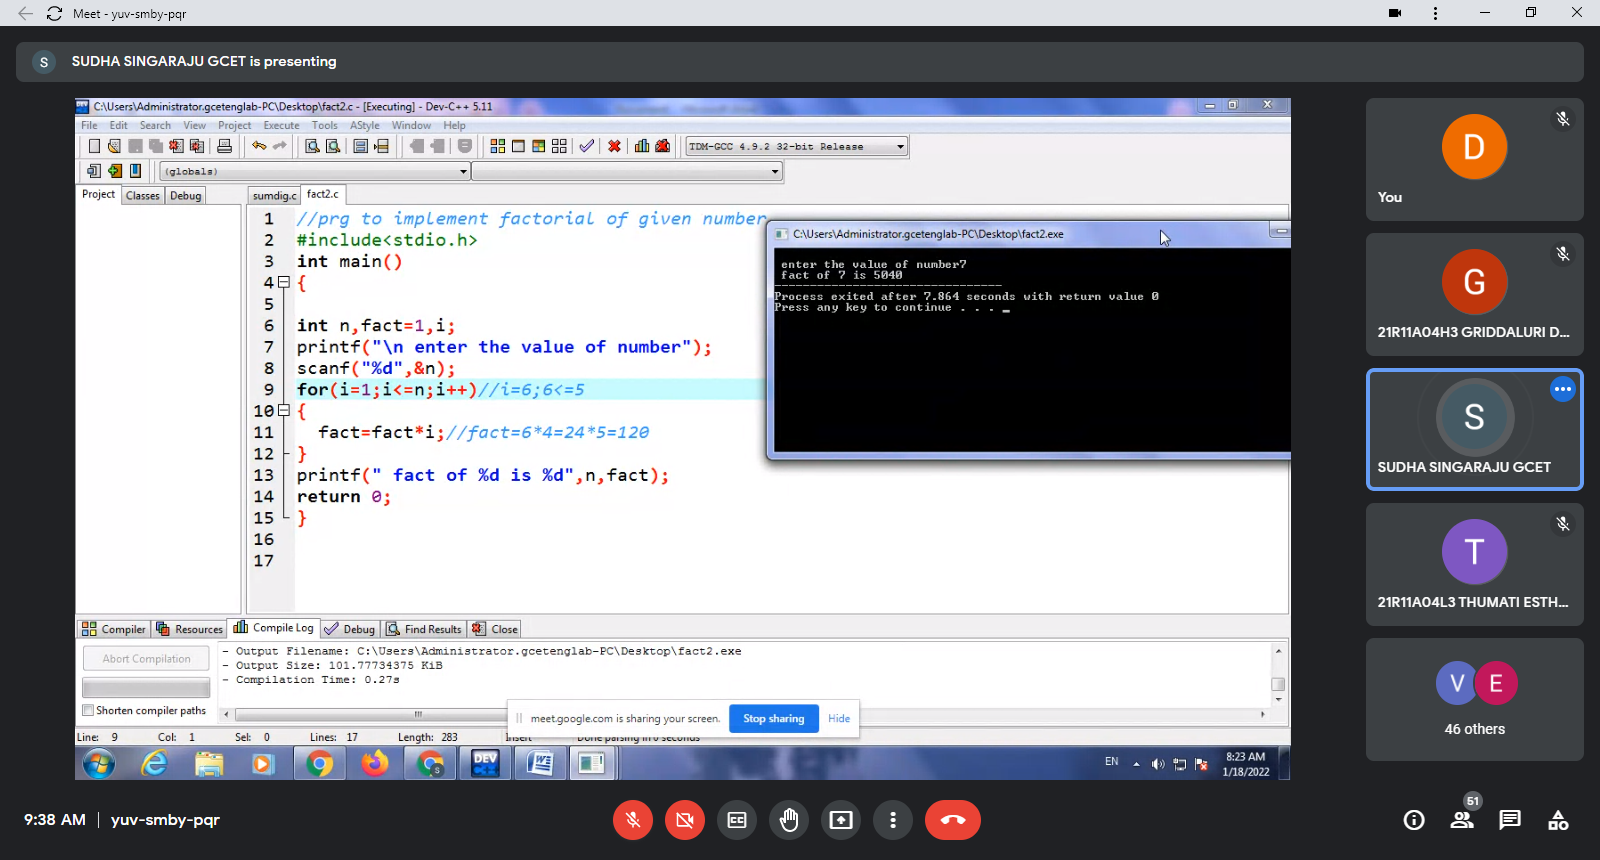 Meet - yuv-smby-pqr
S SUDHA SINGARAJU GCET is presenting
C:\Users\Administrator.gcetenglab-PC\Desktop\fact2.c - [Executing] - Dev-C++ 5.11
File Edit Search View Project Execute Tools AStyle Window Help
TDM-GCC 4.9.2 32-bit Release
(globals)
Project Classes Debug
sumdig.c fact2.c
1 //prg to implement factorial of given number
2 #include<stdio.h>
3 int main()
4 {
5
6 int n,fact=1,i;
7 printf("\n enter the value of number");
8 scanf("%d",&n);
9 for(i=1;i<=n;i++)//i=6;6<=5
10 {
11 fact=fact*i;//fact=6*4=24*5=120
12 }
13 printf(" fact of %d is %d",n,fact);
14 return 0;
15 }
16
17
C:\Users\Administrator.gcetenglab-PC\Desktop\fact2.exe
enter the value of number7
fact of 7 is 5040
--------------------------------
Process exited after 7.864 seconds with return value 0
Press any key to continue . . . _
Compiler Resources Compile Log Debug Find Results Close
Abort Compilation
Shorten compiler paths
- Output Filename: C:\Users\Administrator.gcetenglab-PC\Desktop\fact2.exe
- Output Size: 101.77734375 KiB
- Compilation Time: 0.27s
meet.google.com is sharing your screen. Stop sharing Hide
Line: 9 Col: 1 Sel: 0 Lines: 17 Length: 283 Insert Done parsing in 0 seconds
S
DEV
W
EN
8:23 AM
1/18/2022
D
You
G
21R11A04H3 GRIDDALURI D...
S
SUDHA SINGARAJU GCET
T
21R11A04L3 THUMATI ESTH...
V E
46 others
9:38 AM | yuv-smby-pqr
CC
51